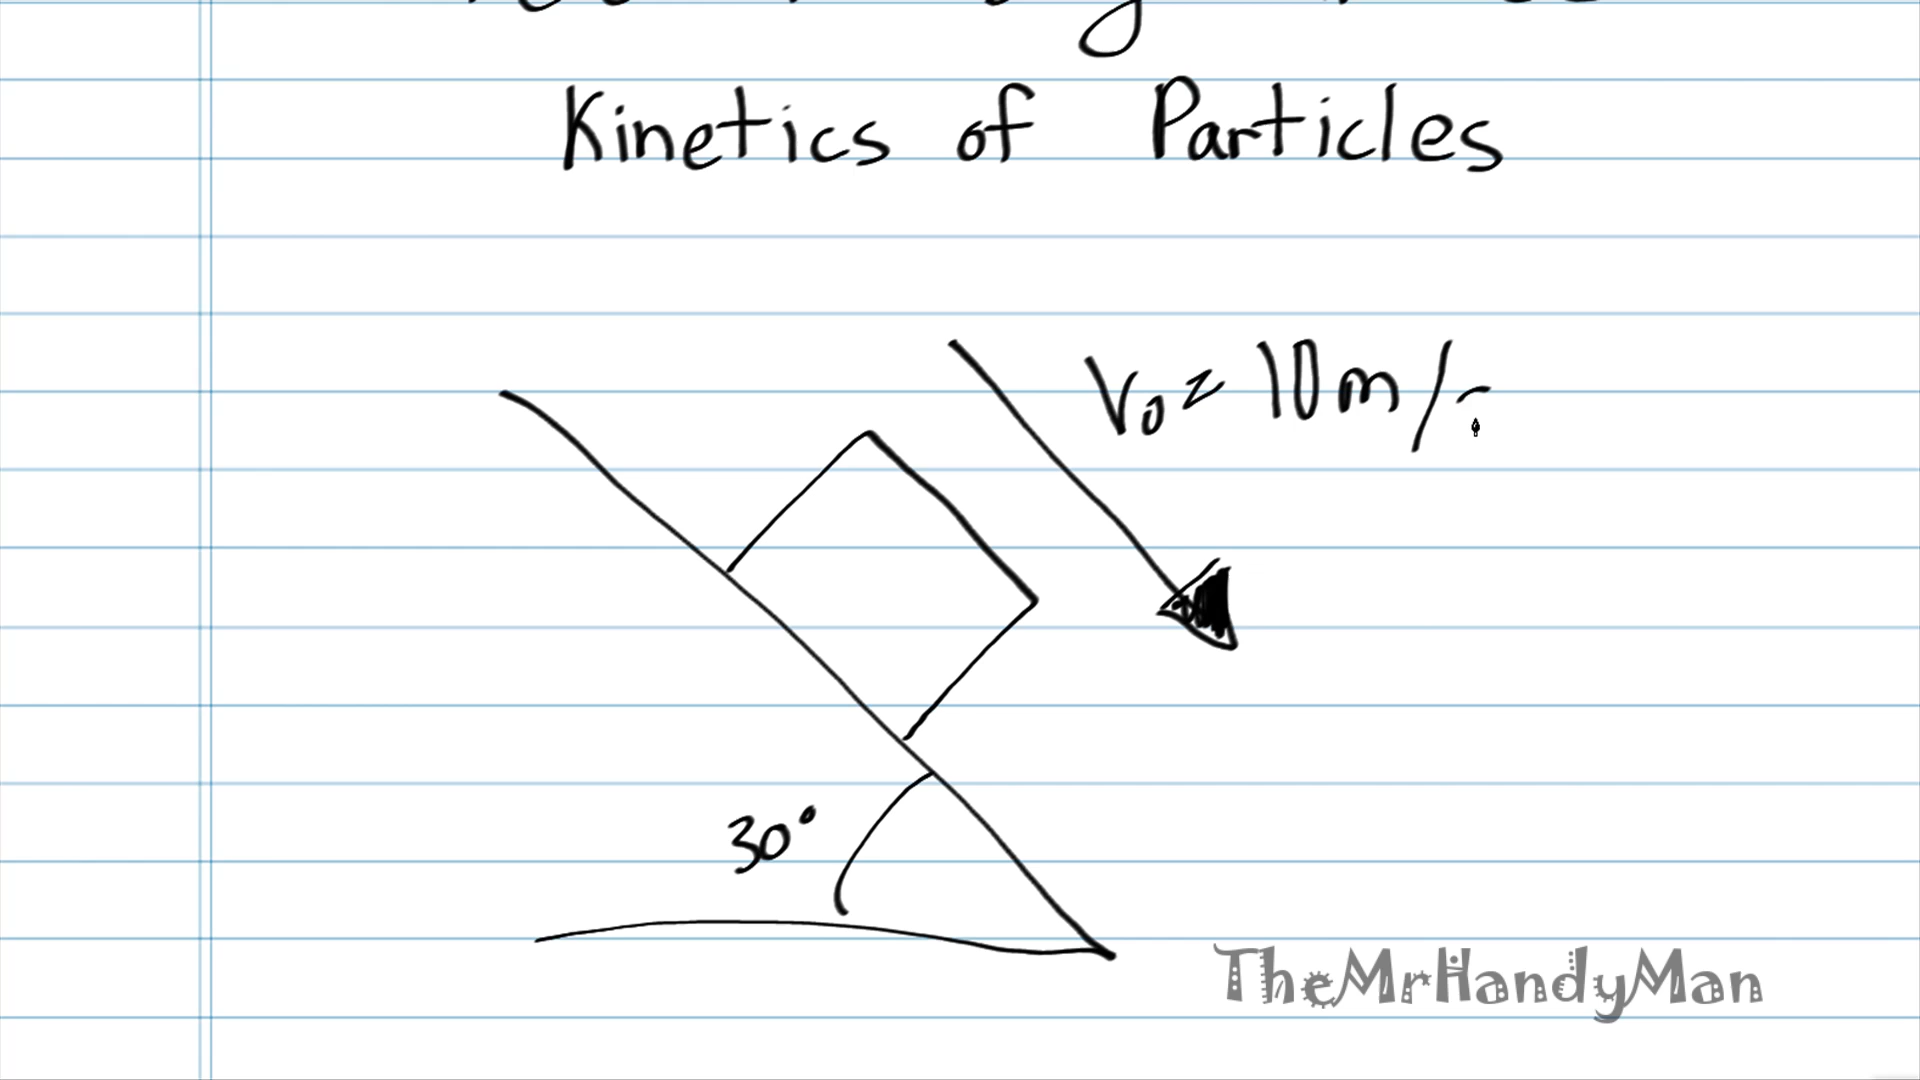 Kinetics of Particles
V₀ = 10m/
30°
TheMrHandyMan